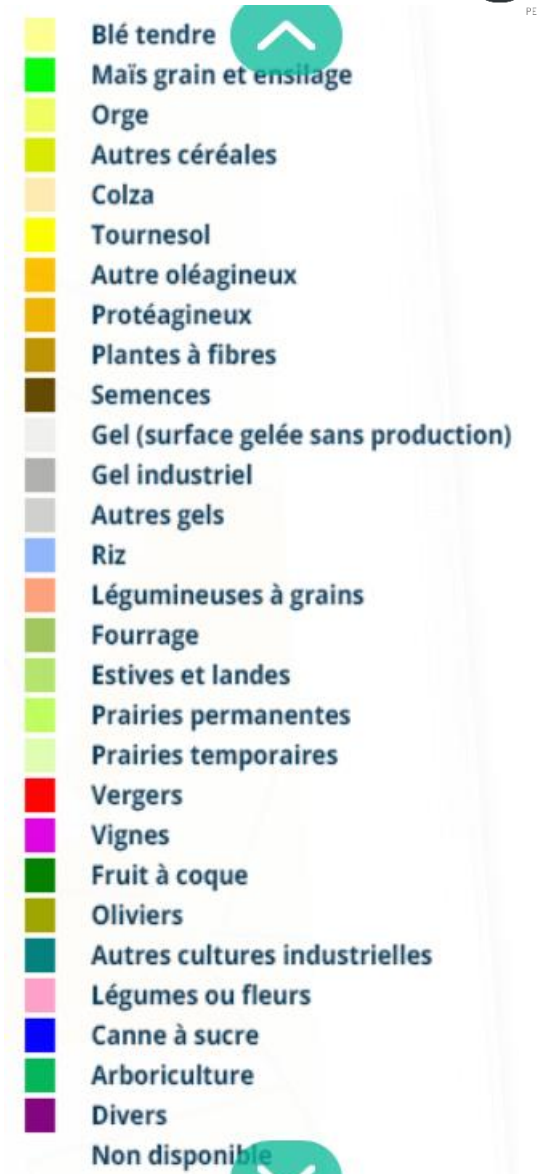 PE
Blé tendre
Maïs grain et ensilage
Orge
Autres céréales
Colza
Tournesol
Autre oléagineux
Protéagineux
Plantes à fibres
Semences
Gel (surface gelée sans production)
Gel industriel
Autres gels
Riz
Légumineuses à grains
Fourrage
Estives et landes
Prairies permanentes
Prairies temporaires
Vergers
Vignes
Fruit à coque
Oliviers
Autres cultures industrielles
Légumes ou fleurs
Canne à sucre
Arboriculture
Divers
Non disponible